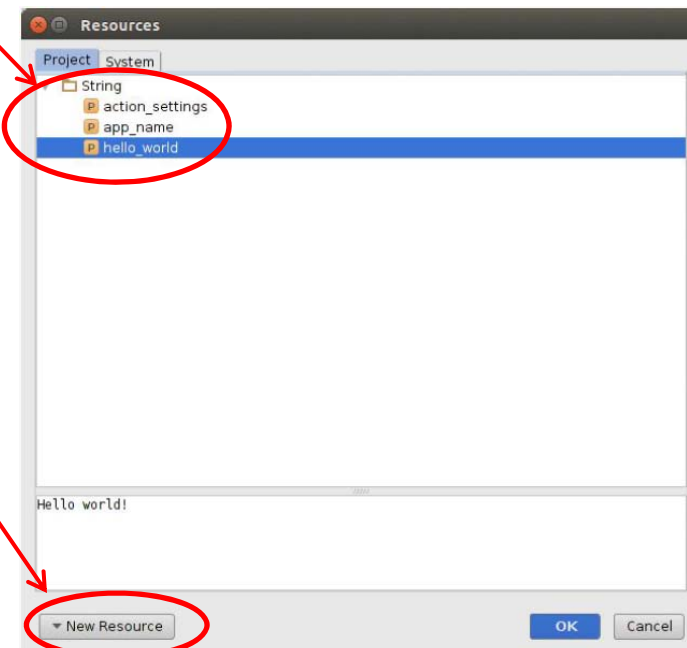 Resources
Project System
String
P action_settings
P app_name
P hello_world
Hello world!
New Resource OK Cancel